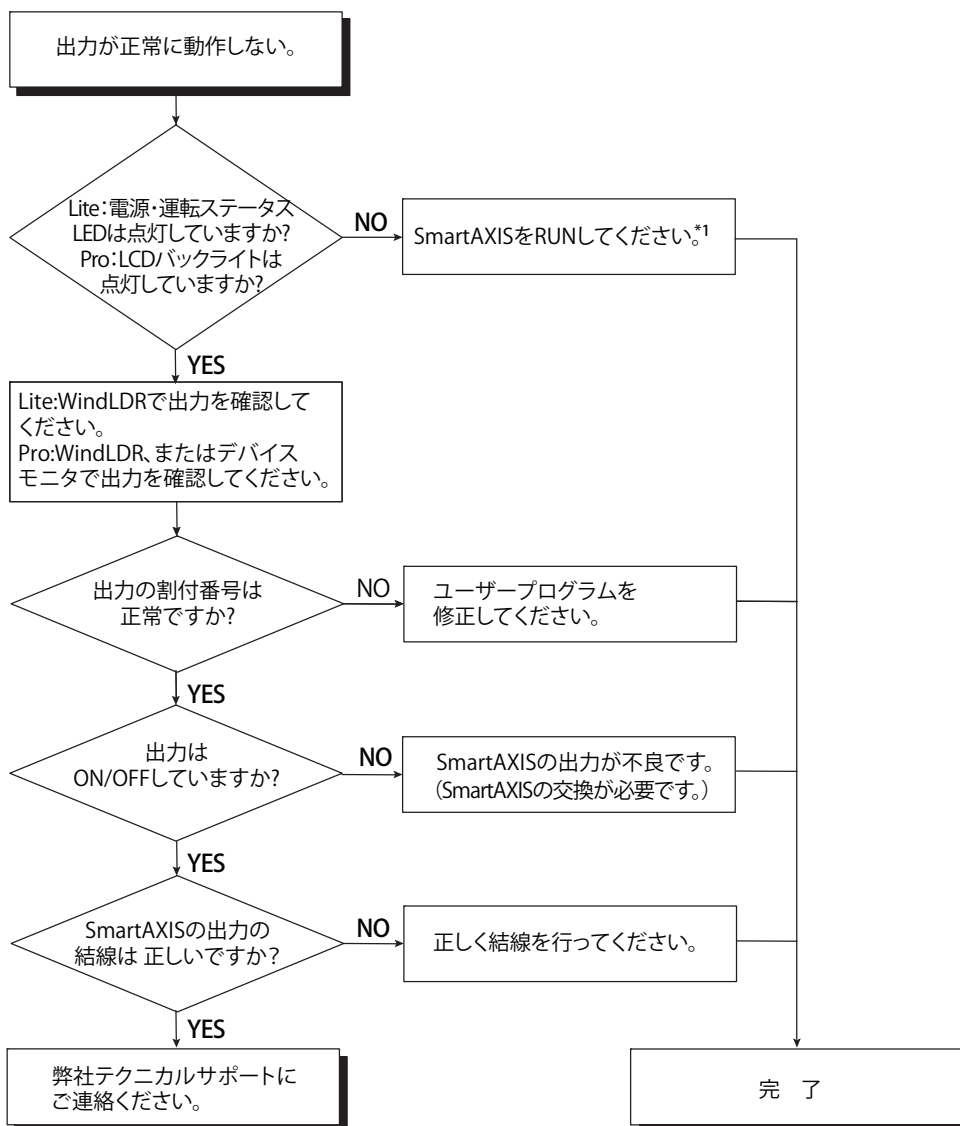 出力が正常に動作しない。
Lite：電源・運転ステータス
LEDは点灯していますか?
Pro：LCDバックライトは
点灯していますか?
NO
SmartAXISをRUNしてください。*1
YES
Lite:WindLDRで出力を確認して
ください。
Pro:WindLDR、またはデバイス
モニタで出力を確認してください。
出力の割付番号は
正常ですか?
NO
ユーザープログラムを
修正してください。
YES
出力は
ON/OFFしていますか?
NO
SmartAXISの出力が不良です。
（SmartAXISの交換が必要です。）
YES
SmartAXISの出力の
結線は 正しいですか？
NO
正しく結線を行ってください。
YES
弊社テクニカルサポートに
ご連絡ください。
完 了